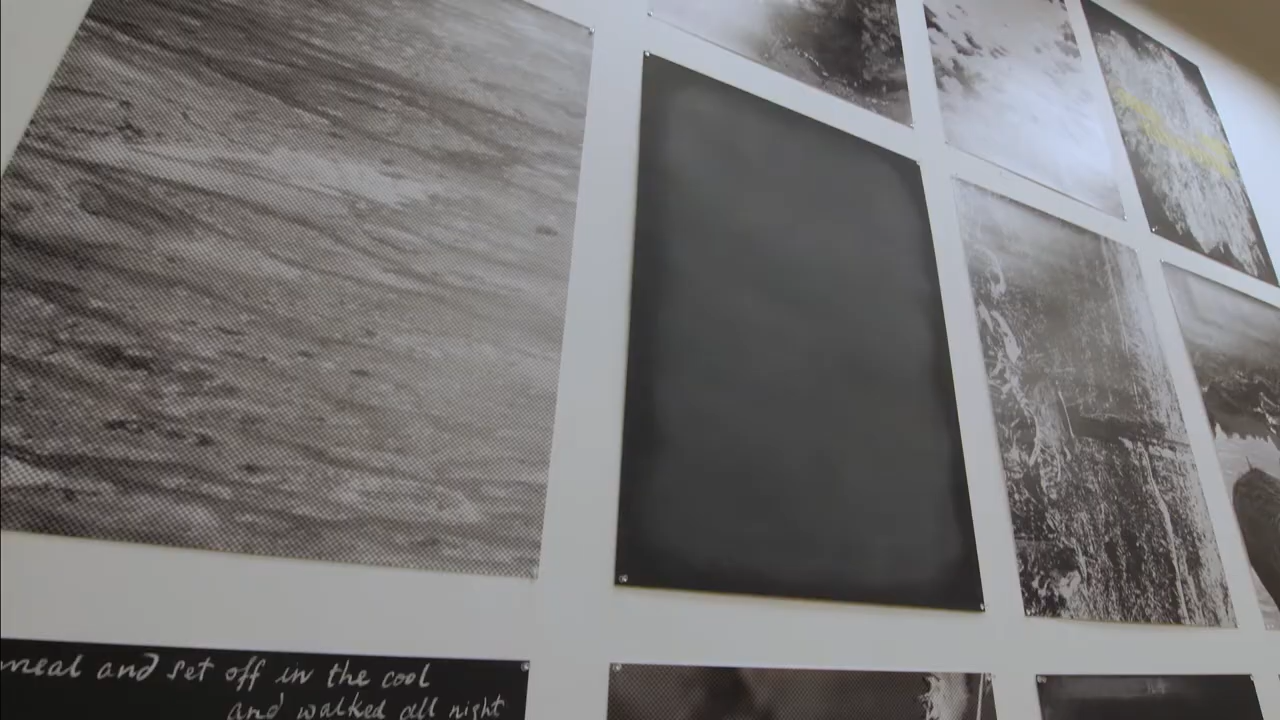 meal and set off in the cool
and walked all night